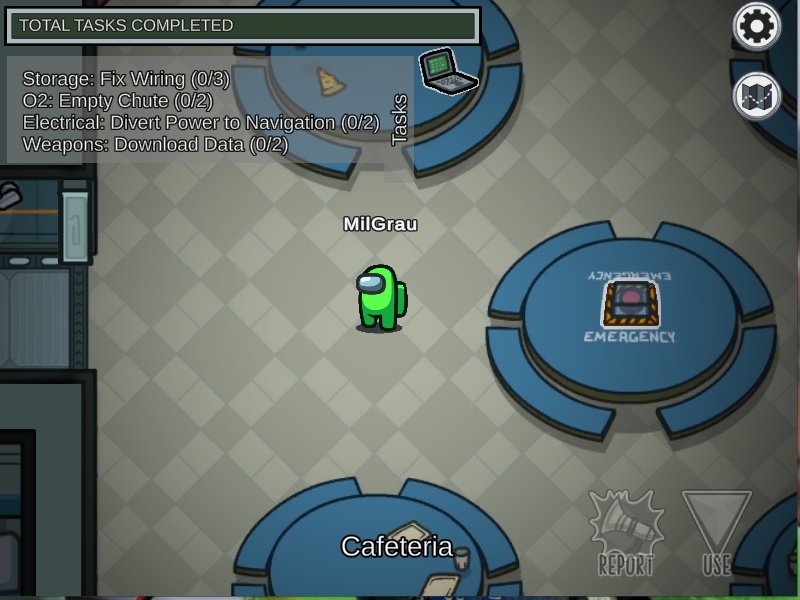 TOTAL TASKS COMPLETED
Storage: Fix Wiring (0/3)
O2: Empty Chute (0/2)
Electrical: Divert Power to Navigation (0/2)
Weapons: Download Data (0/2)
Tasks
MilGrau
EMERGENCY
EMERGENCY
Cafeteria
REPORT
USE